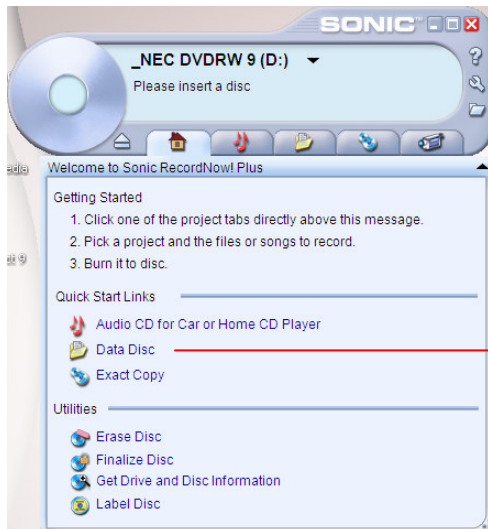 SONIC
_NEC DVDRW 9 (D:)
Please insert a disc
Welcome to Sonic RecordNow! Plus
Getting Started
1. Click one of the project tabs directly above this message.
2. Pick a project and the files or songs to record.
3. Burn it to disc.
Quick Start Links
Audio CD for Car or Home CD Player
Data Disc
Exact Copy
Utilities
Erase Disc
Finalize Disc
Get Drive and Disc Information
Label Disc